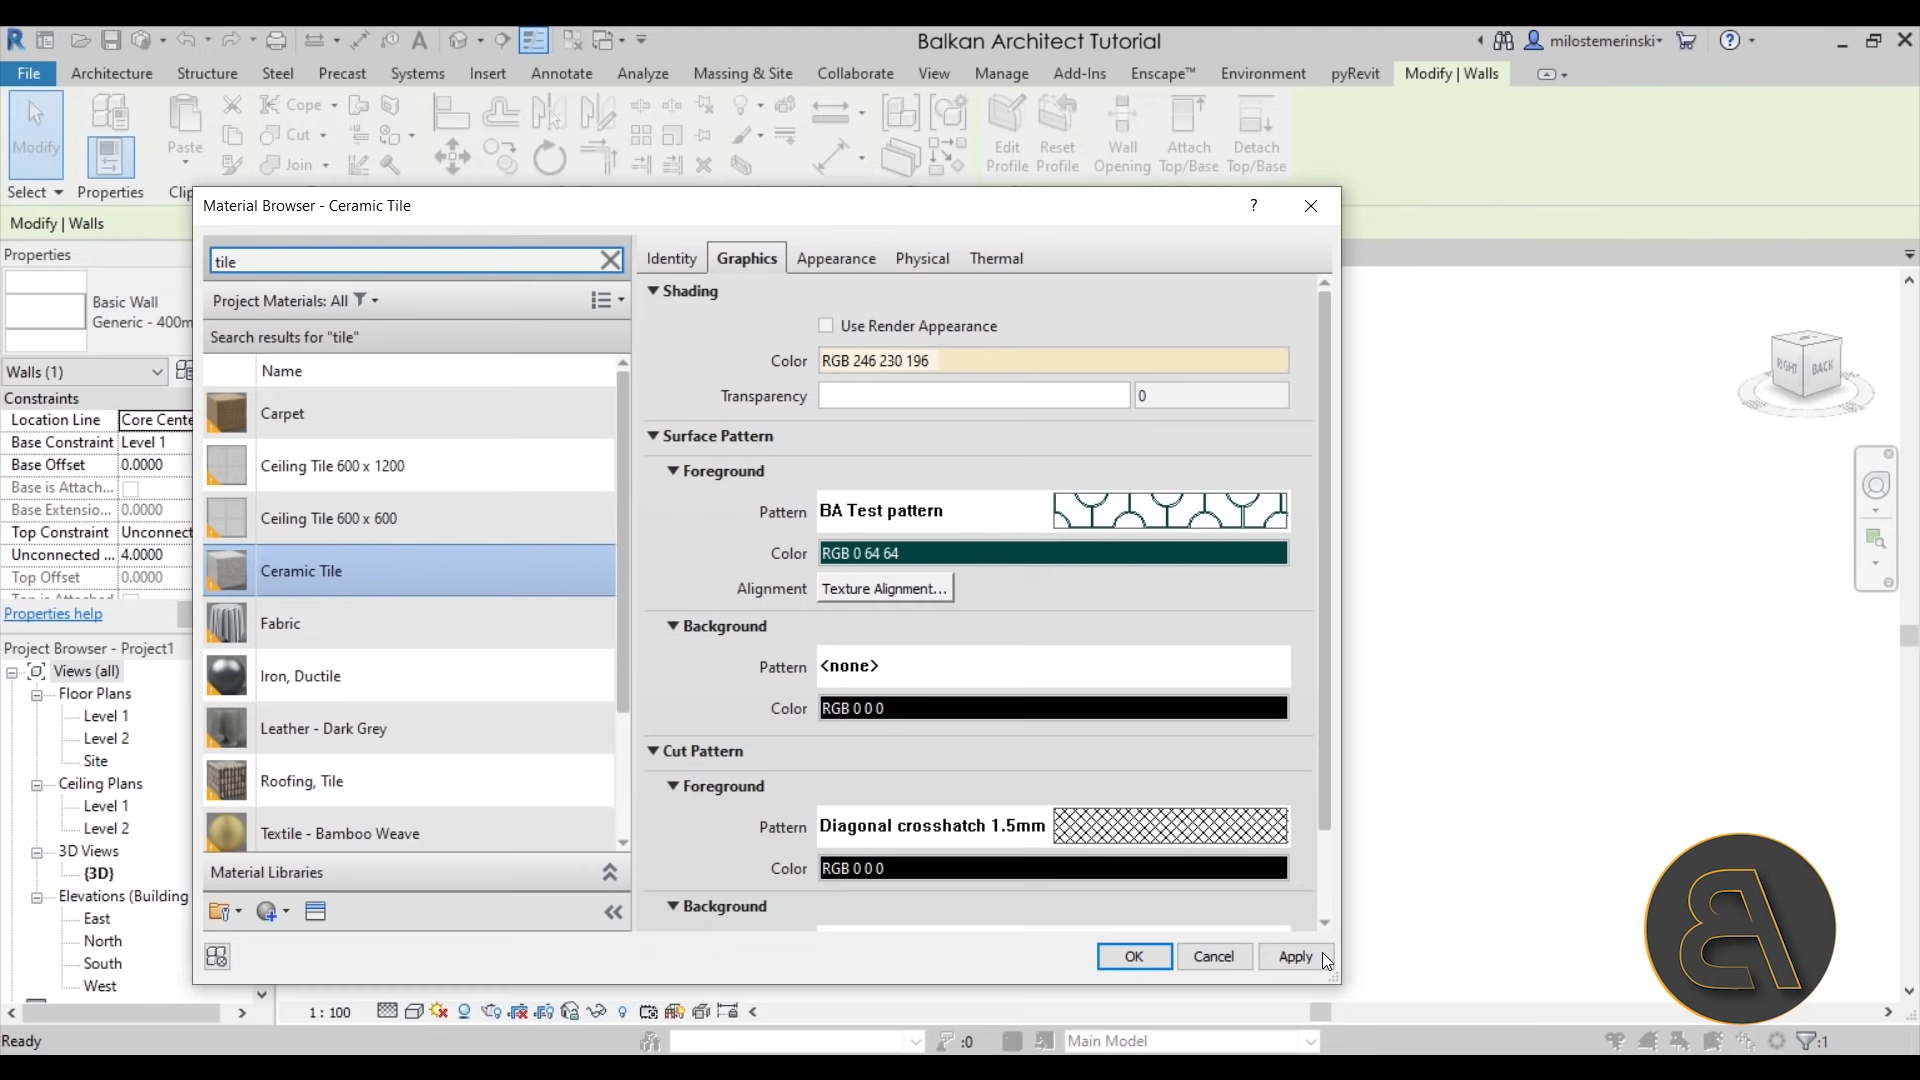 Balkan Architect Tutorial
milostemerinski
File Architecture Structure Steel Precast Systems Insert Annotate Analyze Massing & Site Collaborate View Manage Add-Ins Enscape™ Environment pyRevit Modify | Walls
Modify
Paste
Cope
Cut
Join
Edit Profile
Reset Profile
Wall Opening
Attach Top/Base
Detach Top/Base
Select
Properties
Modify | Walls
Properties
Basic Wall
Generic - 400m
Walls (1)
Constraints
Location Line Core Cente
Base Constraint Level 1
Base Offset 0.0000
Base is Attach...
Base Extensio... 0.0000
Top Constraint Unconnect
Unconnected ... 4.0000
Top Offset 0.0000
Properties help
Project Browser - Project1
Views (all)
Floor Plans
Level 1
Level 2
Site
Ceiling Plans
Level 1
Level 2
3D Views
{3D}
Elevations (Building
East
North
South
West
Material Browser - Ceramic Tile
?
tile
Project Materials: All
Search results for "tile"
Name
Carpet
Ceiling Tile 600 x 1200
Ceiling Tile 600 x 600
Ceramic Tile
Fabric
Iron, Ductile
Leather - Dark Grey
Roofing, Tile
Textile - Bamboo Weave
Material Libraries
Identity Graphics Appearance Physical Thermal
Shading
Use Render Appearance
Color RGB 246 230 196
Transparency 0
Surface Pattern
Foreground
Pattern BA Test pattern
Color RGB 0 64 64
Alignment Texture Alignment...
Background
Pattern <none>
Color RGB 0 0 0
Cut Pattern
Foreground
Pattern Diagonal crosshatch 1.5mm
Color RGB 0 0 0
Background
OK Cancel Apply
RIGHT BACK
1 : 100
Ready
:0
Main Model
:1